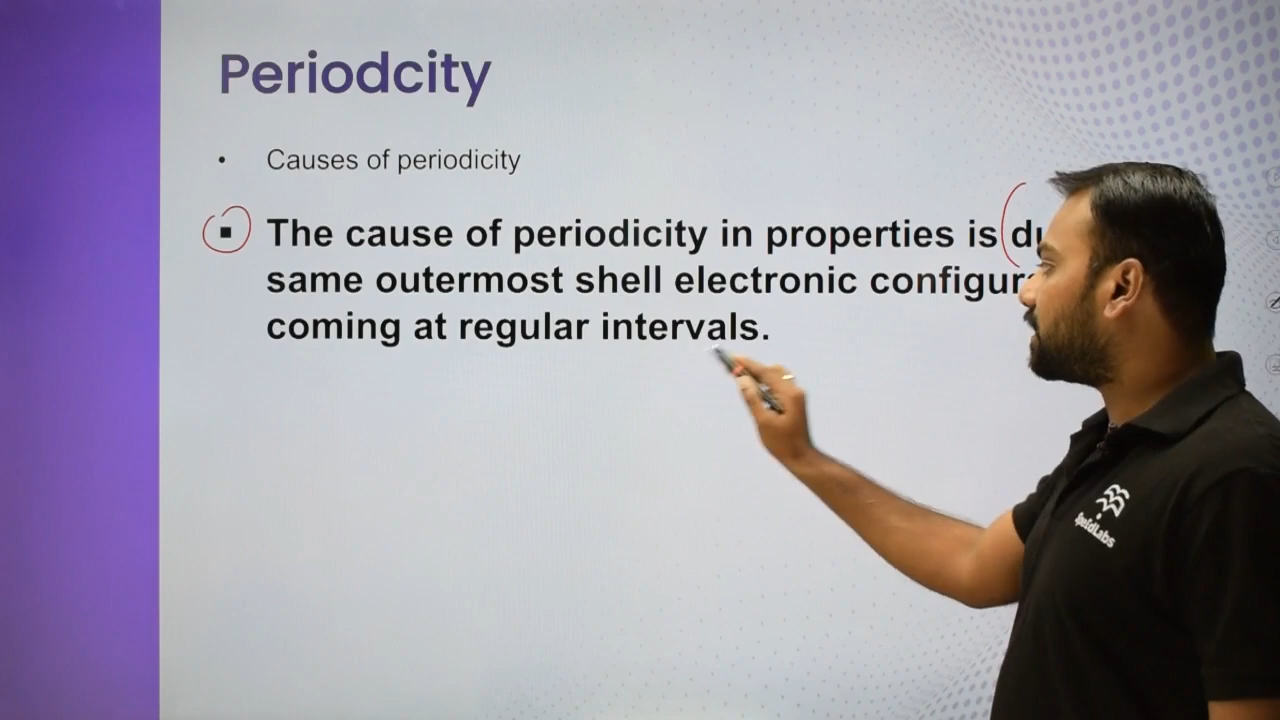 Periodcity
• Causes of periodicity
▪ The cause of periodicity in properties is
same outermost shell electronic
coming at regular intervals.
SpeEdLabs